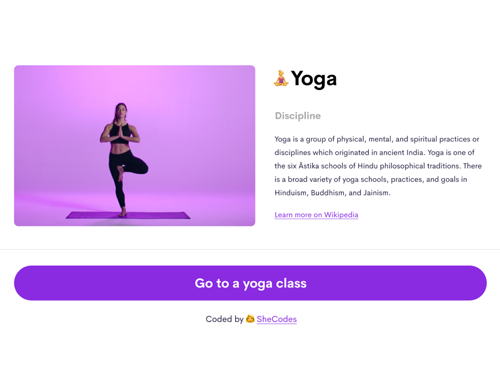 🧘‍♀️Yoga
Discipline
Yoga is a group of physical, mental, and spiritual practices or
disciplines which originated in ancient India. Yoga is one of
the six Āstika schools of Hindu philosophical traditions. There
is a broad variety of yoga schools, practices, and goals in
Hinduism, Buddhism, and Jainism.
Learn more on Wikipedia
Go to a yoga class
Coded by SheCodes